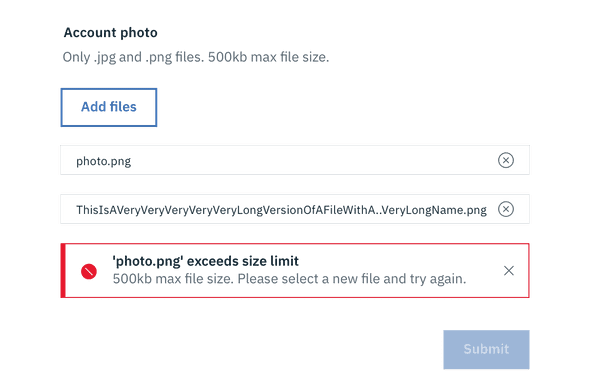 Account photo
Only .jpg and .png files. 500kb max file size.
Add files
photo.png
ThisIsAVeryVeryVeryVeryVeryLongVersionOfAFileWithA..VeryLongName.png
'photo.png' exceeds size limit
500kb max file size. Please select a new file and try again.
Submit